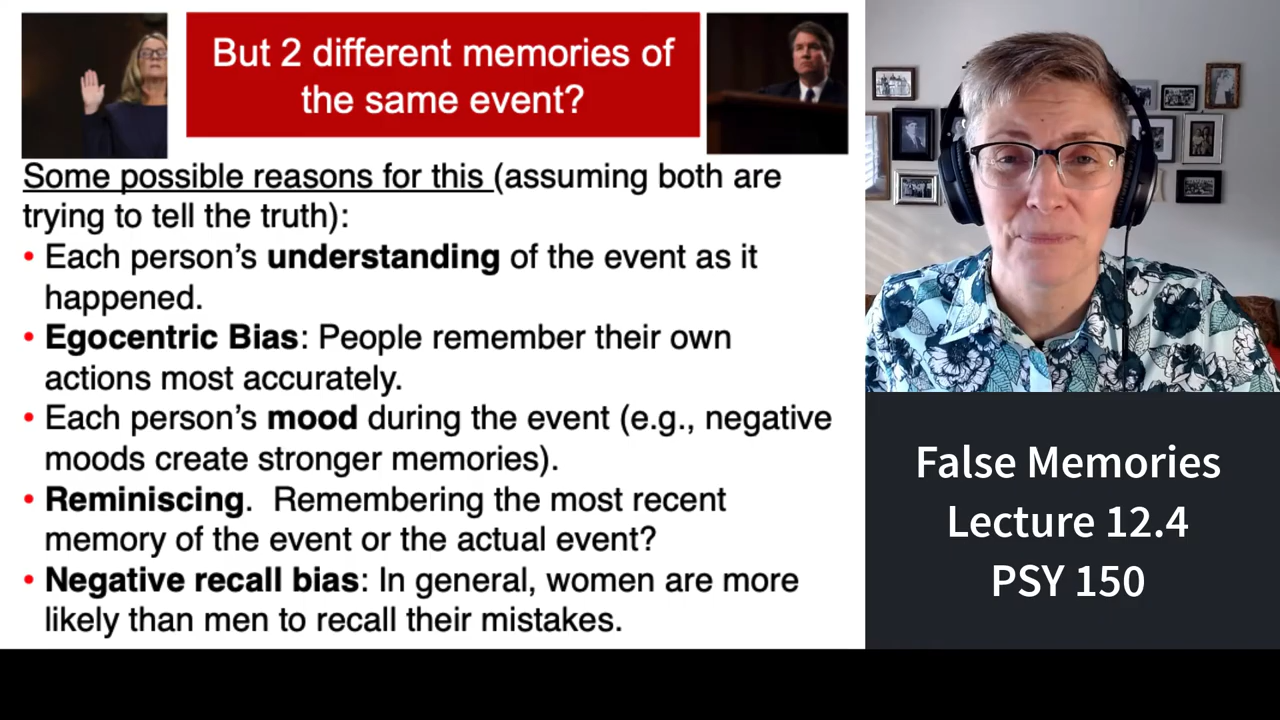 But 2 different memories of
the same event?
Some possible reasons for this (assuming both are
trying to tell the truth):
• Each person’s understanding of the event as it
happened.
• Egocentric Bias: People remember their own
actions most accurately.
• Each person’s mood during the event (e.g., negative
moods create stronger memories).
• Reminiscing.  Remembering the most recent
memory of the event or the actual event?
• Negative recall bias: In general, women are more
likely than men to recall their mistakes.
False Memories
Lecture 12.4
PSY 150